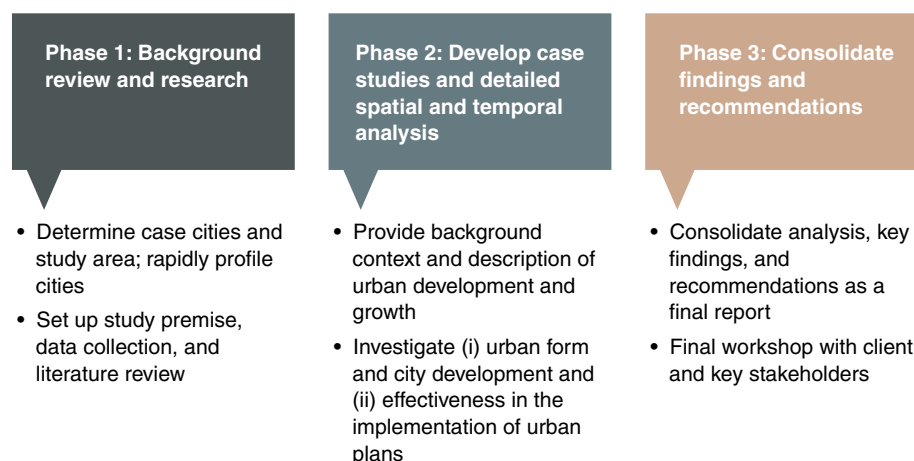 Phase 1: Background
review and research
• Determine case cities and
study area; rapidly profile
cities
• Set up study premise,
data collection, and
literature review
Phase 2: Develop case
studies and detailed
spatial and temporal
analysis
• Provide background
context and description of
urban development and
growth
• Investigate (i) urban form
and city development and
(ii) effectiveness in the
implementation of urban
plans
Phase 3: Consolidate
findings and
recommendations
• Consolidate analysis, key
findings, and
recommendations as a
final report
• Final workshop with client
and key stakeholders